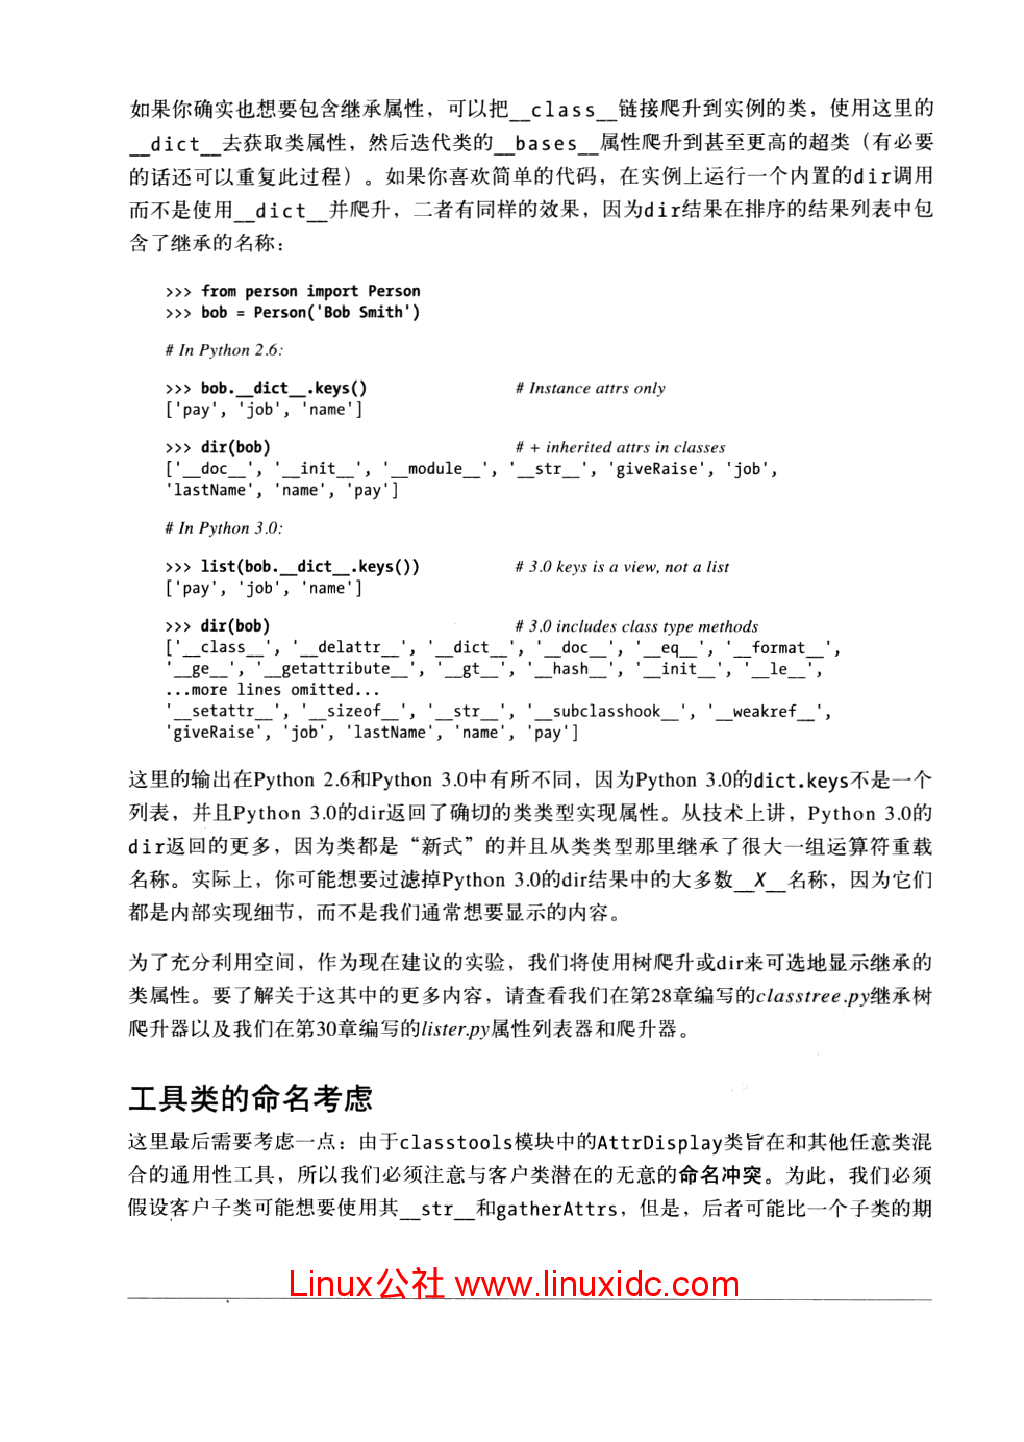 如果你确实也想要包含继承属性，可以把__class__链接爬升到实例的类，使用这里的
__dict__去获取类属性，然后迭代类的__bases__属性爬升到甚至更高的超类（有必要
的话还可以重复此过程）。如果你喜欢简单的代码，在实例上运行一个内置的dir调用
而不是使用__dict__并爬升，二者有同样的效果，因为dir结果在排序的结果列表中包
含了继承的名称：
>>> from person import Person
>>> bob = Person('Bob Smith')
# In Python 2.6:
>>> bob.__dict__.keys() # Instance attrs only
['pay', 'job', 'name']
>>> dir(bob) # + inherited attrs in classes
['__doc__', '__init__', '__module__', '__str__', 'giveRaise', 'job',
'lastName', 'name', 'pay']
# In Python 3.0:
>>> list(bob.__dict__.keys()) # 3.0 keys is a view, not a list
['pay', 'job', 'name']
>>> dir(bob) # 3.0 includes class type methods
['__class__', '__delattr__', '__dict__', '__doc__', '__eq__', '__format__',
'__ge__', '__getattribute__', '__gt__', '__hash__', '__init__', '__le__',
...more lines omitted...
'__setattr__', '__sizeof__', '__str__', '__subclasshook__', '__weakref__',
'giveRaise', 'job', 'lastName', 'name', 'pay']
这里的输出在Python 2.6和Python 3.0中有所不同，因为Python 3.0的dict.keys不是一个
列表，并且Python 3.0的dir返回了确切的类类型实现属性。从技术上讲，Python 3.0的
dir返回的更多，因为类都是“新式”的并且从类类型那里继承了很大一组运算符重载
名称。实际上，你可能想要过滤掉Python 3.0的dir结果中的大多数__X__名称，因为它们
都是内部实现细节，而不是我们通常想要显示的内容。
为了充分利用空间，作为现在建议的实验，我们将使用树爬升或dir来可选地显示继承的
类属性。要了解关于这其中的更多内容，请查看我们在第28章编写的classtree.py继承树
爬升器以及我们在第30章编写的lister.py属性列表器和爬升器。
工具类的命名考虑
这里最后需要考虑一点：由于classtools模块中的AttrDisplay类旨在和其他任意类混
合的通用性工具，所以我们必须注意与客户类潜在的无意的命名冲突。为此，我们必须
假设客户子类可能想要使用其__str__和gatherAttrs，但是，后者可能比一个子类的期
Linux公社 www.linuxidc.com